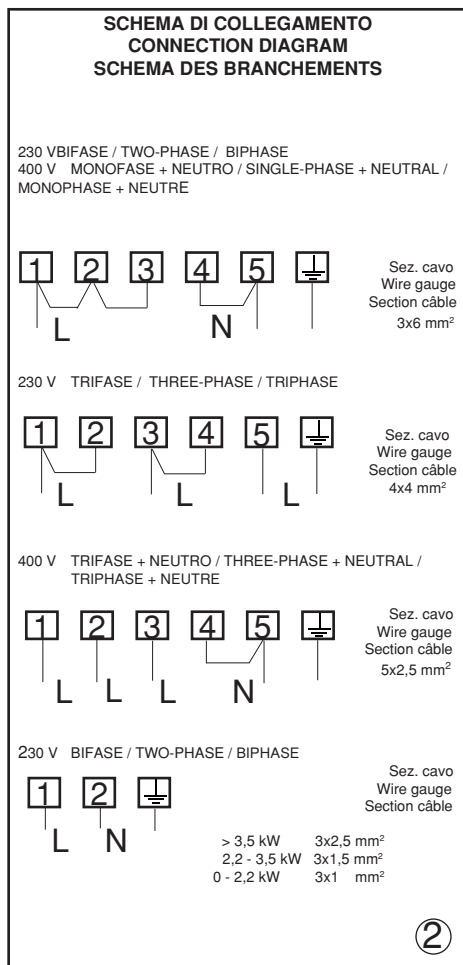 SCHEMA DI COLLEGAMENTO
CONNECTION DIAGRAM
SCHEMA DES BRANCHEMENTS
230 VBIFASE / TWO-PHASE / BIPHASE
400 V MONOFASE + NEUTRO / SINGLE-PHASE + NEUTRAL /
MONOPHASE + NEUTRE
1 2 3 4 5
L N
Sez. cavo
Wire gauge
Section câble
3x6 mm²
230 V TRIFASE / THREE-PHASE / TRIPHASE
1 2 3 4 5
L L L
Sez. cavo
Wire gauge
Section câble
4x4 mm²
400 V TRIFASE + NEUTRO / THREE-PHASE + NEUTRAL /
TRIPHASE + NEUTRE
1 2 3 4 5
L L L N
Sez. cavo
Wire gauge
Section câble
5x2,5 mm²
230 V BIFASE / TWO-PHASE / BIPHASE
1 2
L N
Sez. cavo
Wire gauge
Section câble
> 3,5 kW 3x2,5 mm²
2,2 - 3,5 kW 3x1,5 mm²
0 - 2,2 kW 3x1 mm²
2